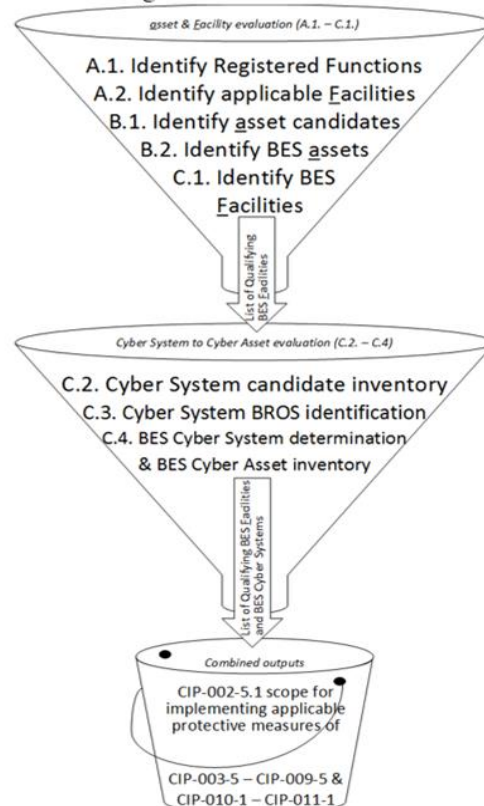 asset & Facility evaluation (A.1. – C.1.)
A.1. Identify Registered Functions
A.2. Identify applicable Facilities
B.1. Identify asset candidates
B.2. Identify BES assets
C.1. Identify BES
Facilities
List of Qualifying
BES Facilities
Cyber System to Cyber Asset evaluation (C.2. – C.4)
C.2. Cyber System candidate inventory
C.3. Cyber System BROS identification
C.4. BES Cyber System determination
& BES Cyber Asset inventory
List of Qualifying BES Facilities
and BES Cyber Systems
Combined outputs
CIP-002-5.1 scope for
implementing applicable
protective measures of
CIP-003-5 – CIP-009-5 &
CIP-010-1 – CIP-011-1